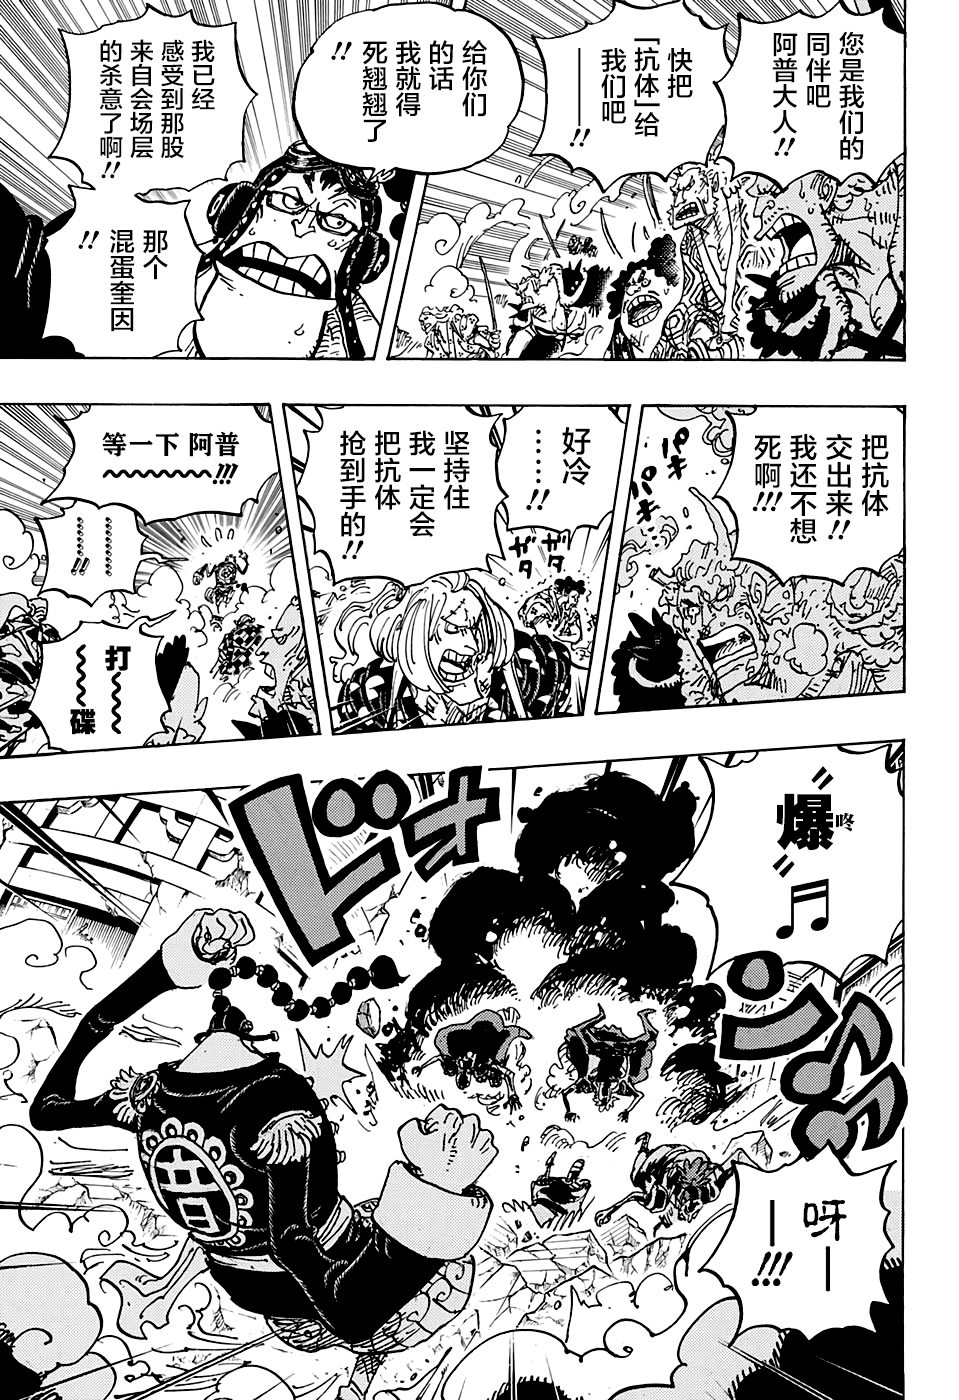 您是我们的
同伴吧
阿普大人!!
快把
「抗体」给
我们吧
——!!
给你们
的话
我就得
死翘翘了
!!
我已经
感受到那股
来自会场层
的杀意了啊!!
那个
混蛋奎因
!!
把抗体
交出来!!
我还不想
死啊!!!
パキ
パキ
好冷
……!!
ガタ
ガタ
坚持住
我一定会
把抗体
抢到手的!!
等一下 阿普
～～～～～!!!
………
………!!
打～～～碟～～
“爆咚”♫
ドォン
呀—
—!!!
音